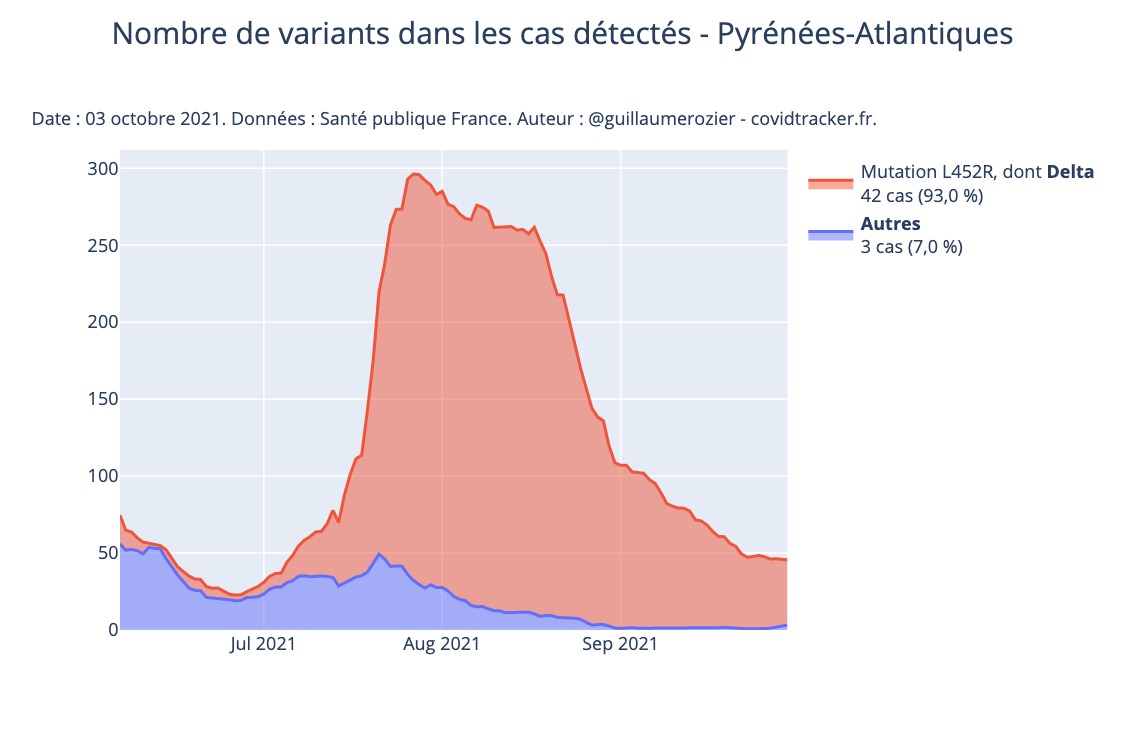 Nombre de variants dans les cas détectés - Pyrénées-Atlantiques
Date : 03 octobre 2021. Données : Santé publique France. Auteur : @guillaumerozier - covidtracker.fr.
300
250
200
150
100
50
0
Jul 2021
Aug 2021
Sep 2021
Mutation L452R, dont Delta
42 cas (93,0 %)
Autres
3 cas (7,0 %)